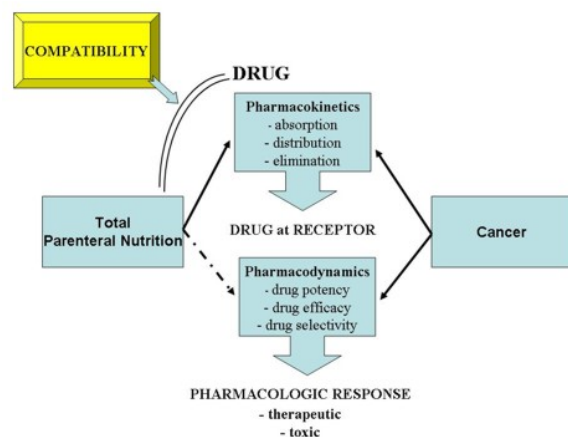 COMPATIBILITY
DRUG
Pharmacokinetics
- absorption
- distribution
- elimination
Total
Parenteral Nutrition
DRUG at RECEPTOR
Cancer
Pharmacodynamics
- drug potency
- drug efficacy
- drug selectivity
PHARMACOLOGIC RESPONSE
- therapeutic
- toxic